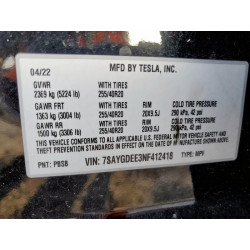 MFD BY TESLA, INC.
04/22
GVWR WITH TIRES
2369 kg (5224 lb) 255/40R20
GAWR FRT WITH TIRES RIM COLD TIRE PRESSURE
1363 kg (3004 lb) 255/40R20 20X9.5J 290 kPa, 42 psi
GAWR RR WITH TIRES RIM COLD TIRE PRESSURE
1500 kg (3306 lb) 255/40R20 20X9.5J 290 kPa, 42 psi
THIS VEHICLE CONFORMS TO ALL APPLICABLE FEDERAL MOTOR VEHICLE
SAFETY AND THEFT PREVENTION STANDARDS IN EFFECT ON THE DATE OF
MANUFACTURE SHOWN ABOVE.
PNT: PBSB VIN: 7SAYGDEE3NF412418 TYPE: MPV